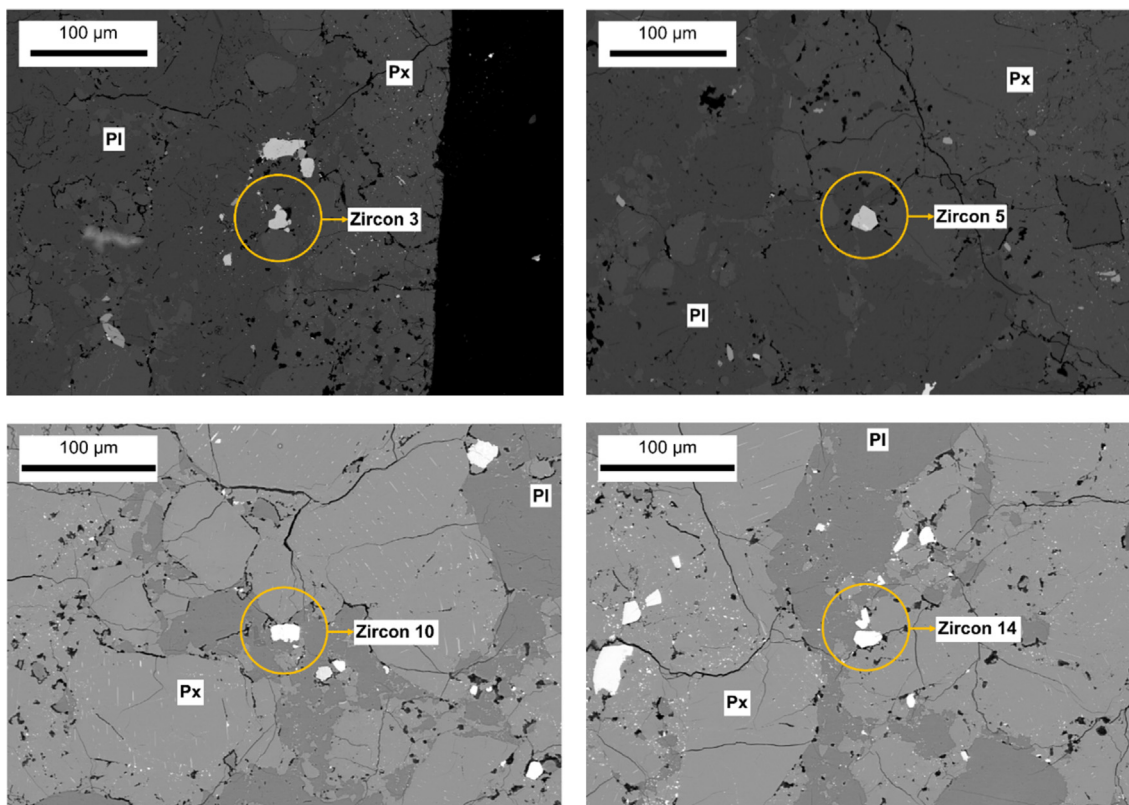 100 µm
Px
Pl
Zircon 3
100 µm
Px
Zircon 5
Pl
100 µm
Pl
Zircon 10
Px
100 µm
Pl
Zircon 14
Px